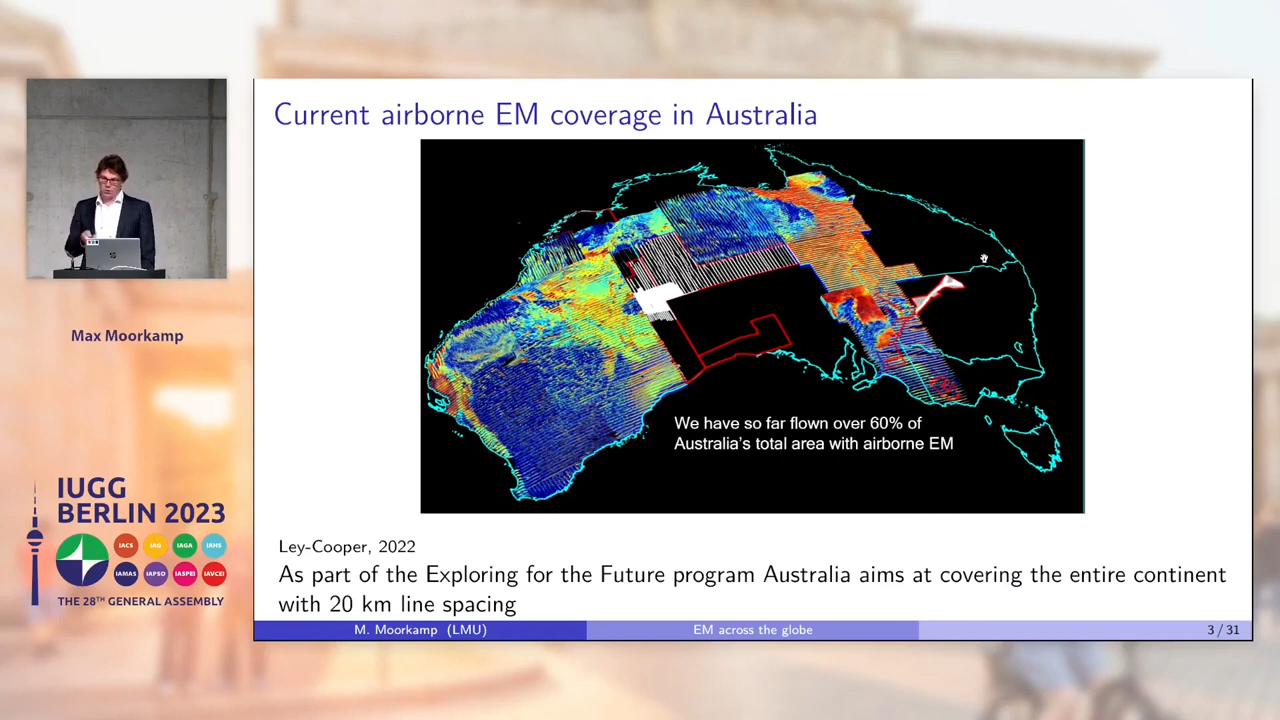 Current airborne EM coverage in Australia
We have so far flown over 60% of
Australia's total area with airborne EM
Max Moorkamp
IUGG
BERLIN 2023
IACS IAG IAGA IAHS
IAMAS IAPSO IASPEI IAVCEI
THE 28TH GENERAL ASSEMBLY
Ley-Cooper, 2022
As part of the Exploring for the Future program Australia aims at covering the entire continent
with 20 km line spacing
M. Moorkamp (LMU) EM across the globe 3 / 31